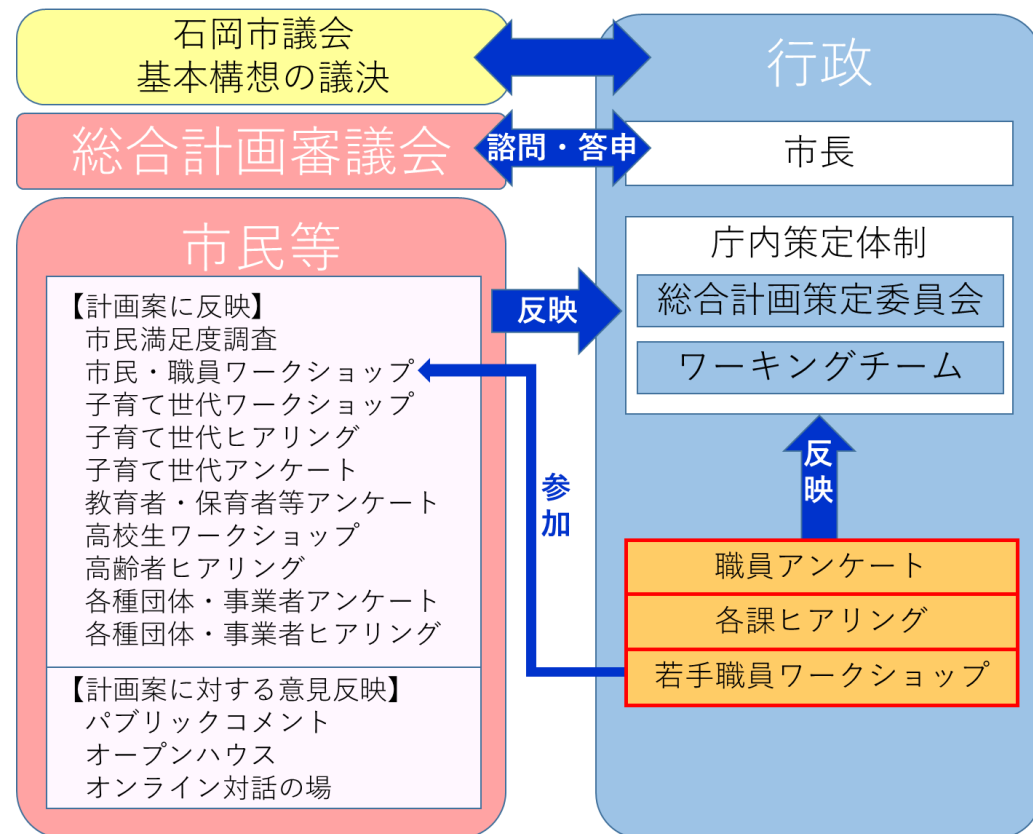 石岡市議会
基本構想の議決
総合計画審議会
諮問・答申
行政
市長
市民等
【計画案に反映】
市民満足度調査
市民・職員ワークショップ
子育て世代ワークショップ
子育て世代ヒアリング
子育て世代アンケート
教育者・保育者等アンケート
高校生ワークショップ
高齢者ヒアリング
各種団体・事業者アンケート
各種団体・事業者ヒアリング
【計画案に対する意見反映】
パブリックコメント
オープンハウス
オンライン対話の場
反映
参加
庁内策定体制
総合計画策定委員会
ワーキングチーム
反映
職員アンケート
各課ヒアリング
若手職員ワークショップ